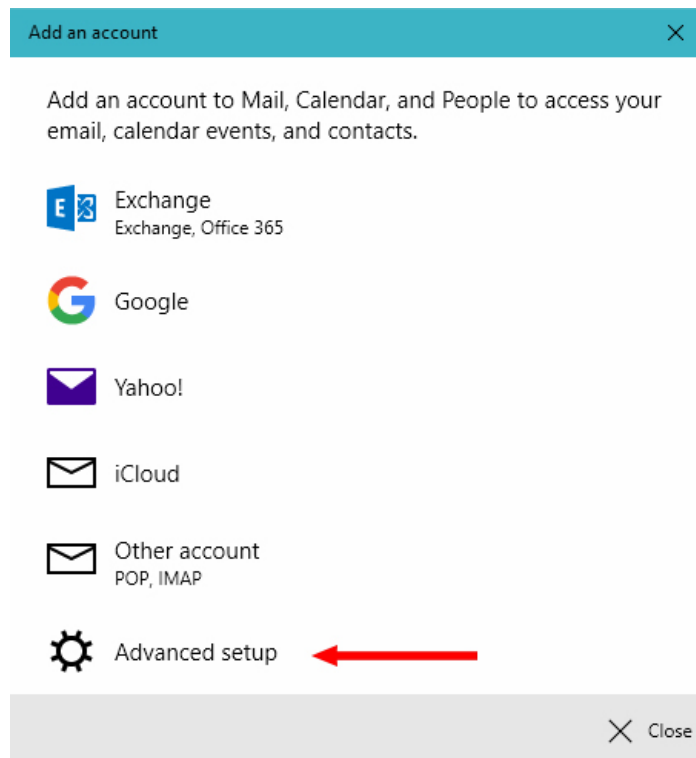 Add an account
Add an account to Mail, Calendar, and People to access your
email, calendar events, and contacts.
E
Exchange
Exchange, Office 365
Google
Yahoo!
iCloud
Other account
POP, IMAP
Advanced setup
Close